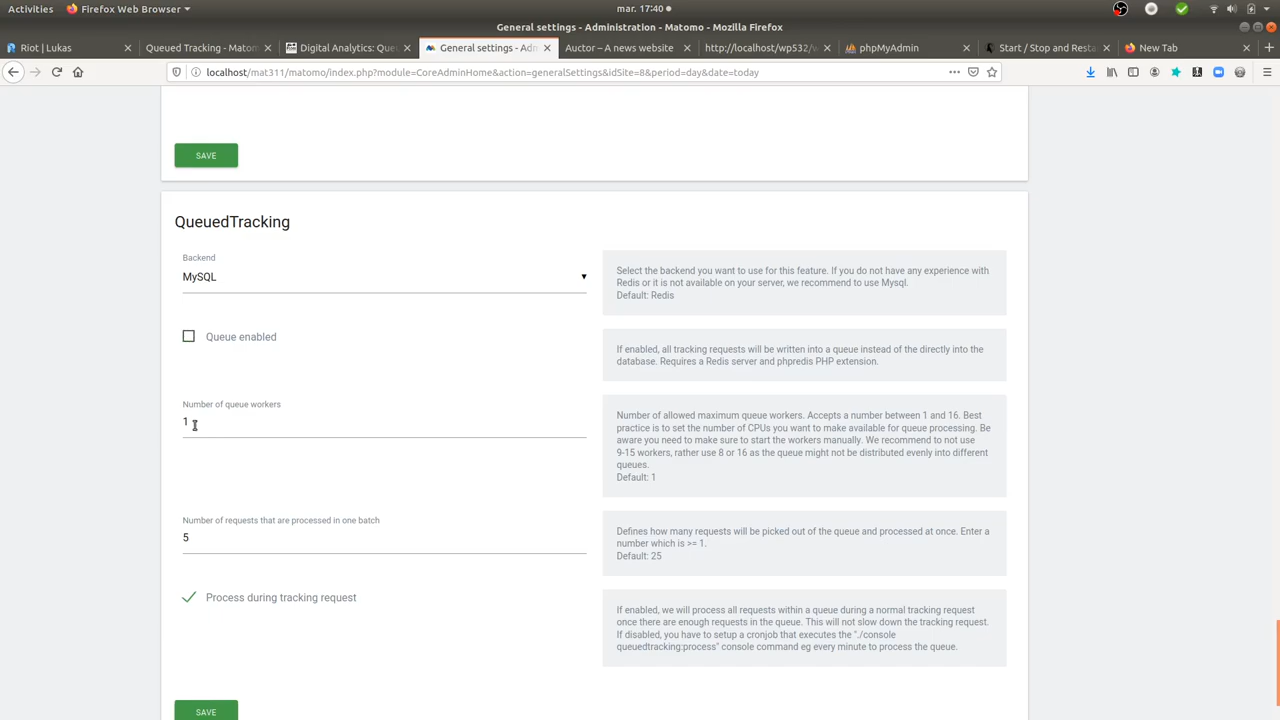 Activities
Firefox Web Browser
mar. 17:40
General settings - Administration - Matomo - Mozilla Firefox
Riot | Lukas
Queued Tracking - Matom
Digital Analytics: Que
General settings - Adm
Auctor – A news website
http://localhost/wp532/
phpMyAdmin
Start / Stop and Resta
New Tab
localhost/mat311/matomo/index.php?module=CoreAdminHome&action=generalSettings&idSite=8&period=day&date=today
SAVE
QueuedTracking
Backend
MySQL
Select the backend you want to use for this feature. If you do not have any experience with
Redis or it is not available on your server, we recommend to use Mysql.
Default: Redis
Queue enabled
If enabled, all tracking requests will be written into a queue instead of the directly into the
database. Requires a Redis server and phpredis PHP extension.
Number of queue workers
1
Number of allowed maximum queue workers. Accepts a number between 1 and 16. Best
practice is to set the number of CPUs you want to make available for queue processing. Be
aware you need to make sure to start the workers manually. We recommend to not use
9-15 workers, rather use 8 or 16 as the queue might not be distributed evenly into different
queues.
Default: 1
Number of requests that are processed in one batch
5
Defines how many requests will be picked out of the queue and processed at once. Enter a
number which is >= 1.
Default: 25
Process during tracking request
If enabled, we will process all requests within a queue during a normal tracking request
once there are enough requests in the queue. This will not slow down the tracking request.
If disabled, you have to setup a cronjob that executes the "./console
queuedtracking:process" console command eg every minute to process the queue.
SAVE